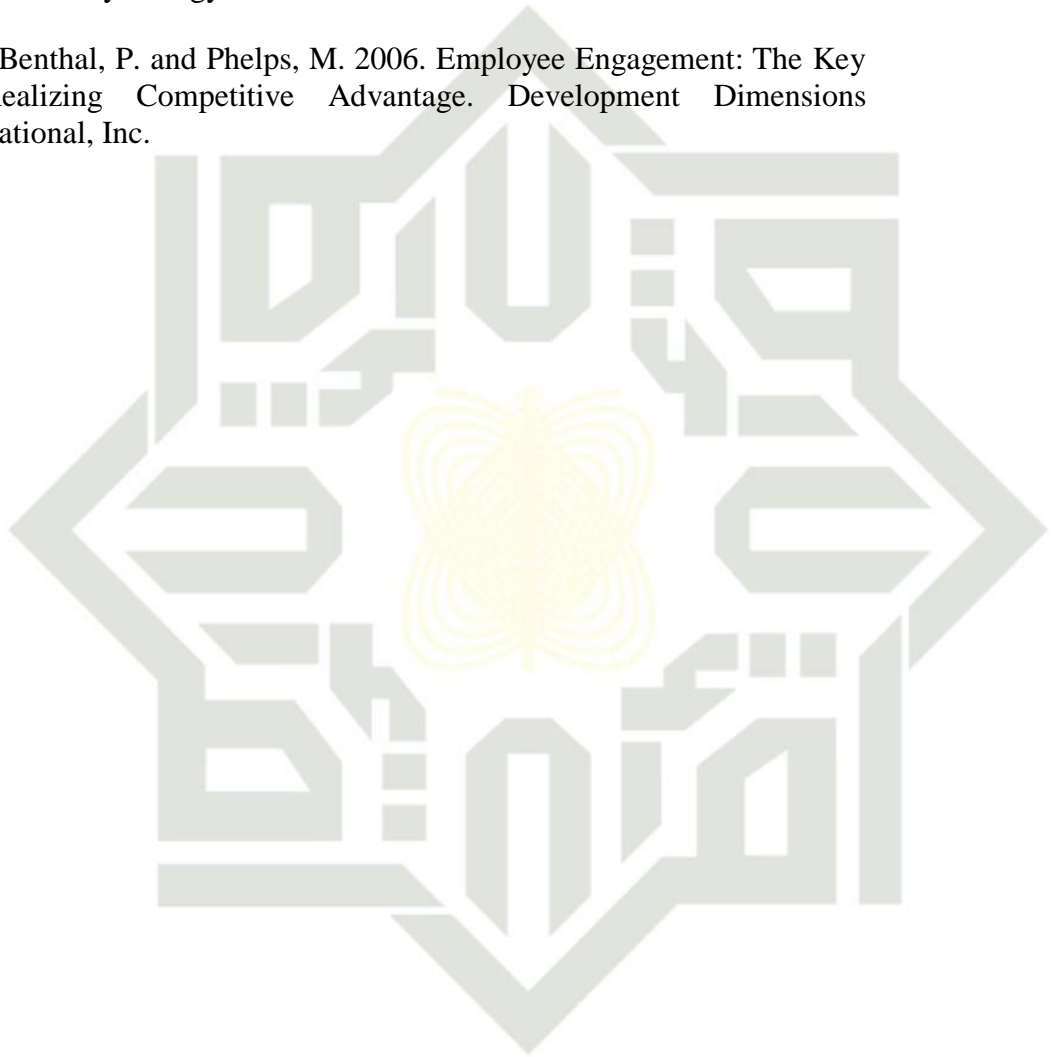 Benthal, P. and Phelps, M. 2006. Employee Engagement: The Key
ealizing Competitive Advantage. Development Dimensions
ational, Inc.